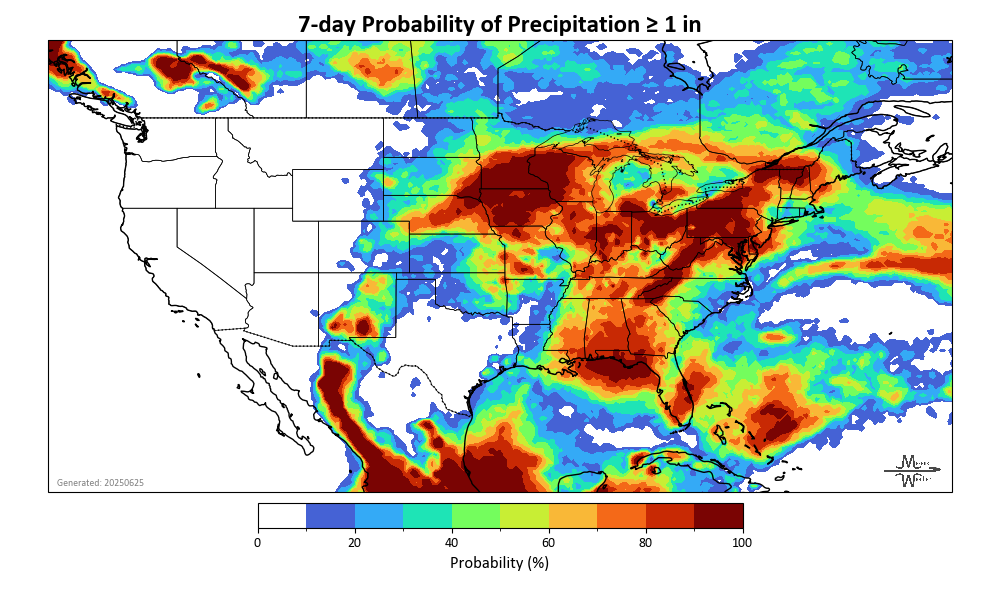 7-day Probability of Precipitation ≥ 1 in
Generated: 20250625
0 20 40 60 80 100
Probability (%)